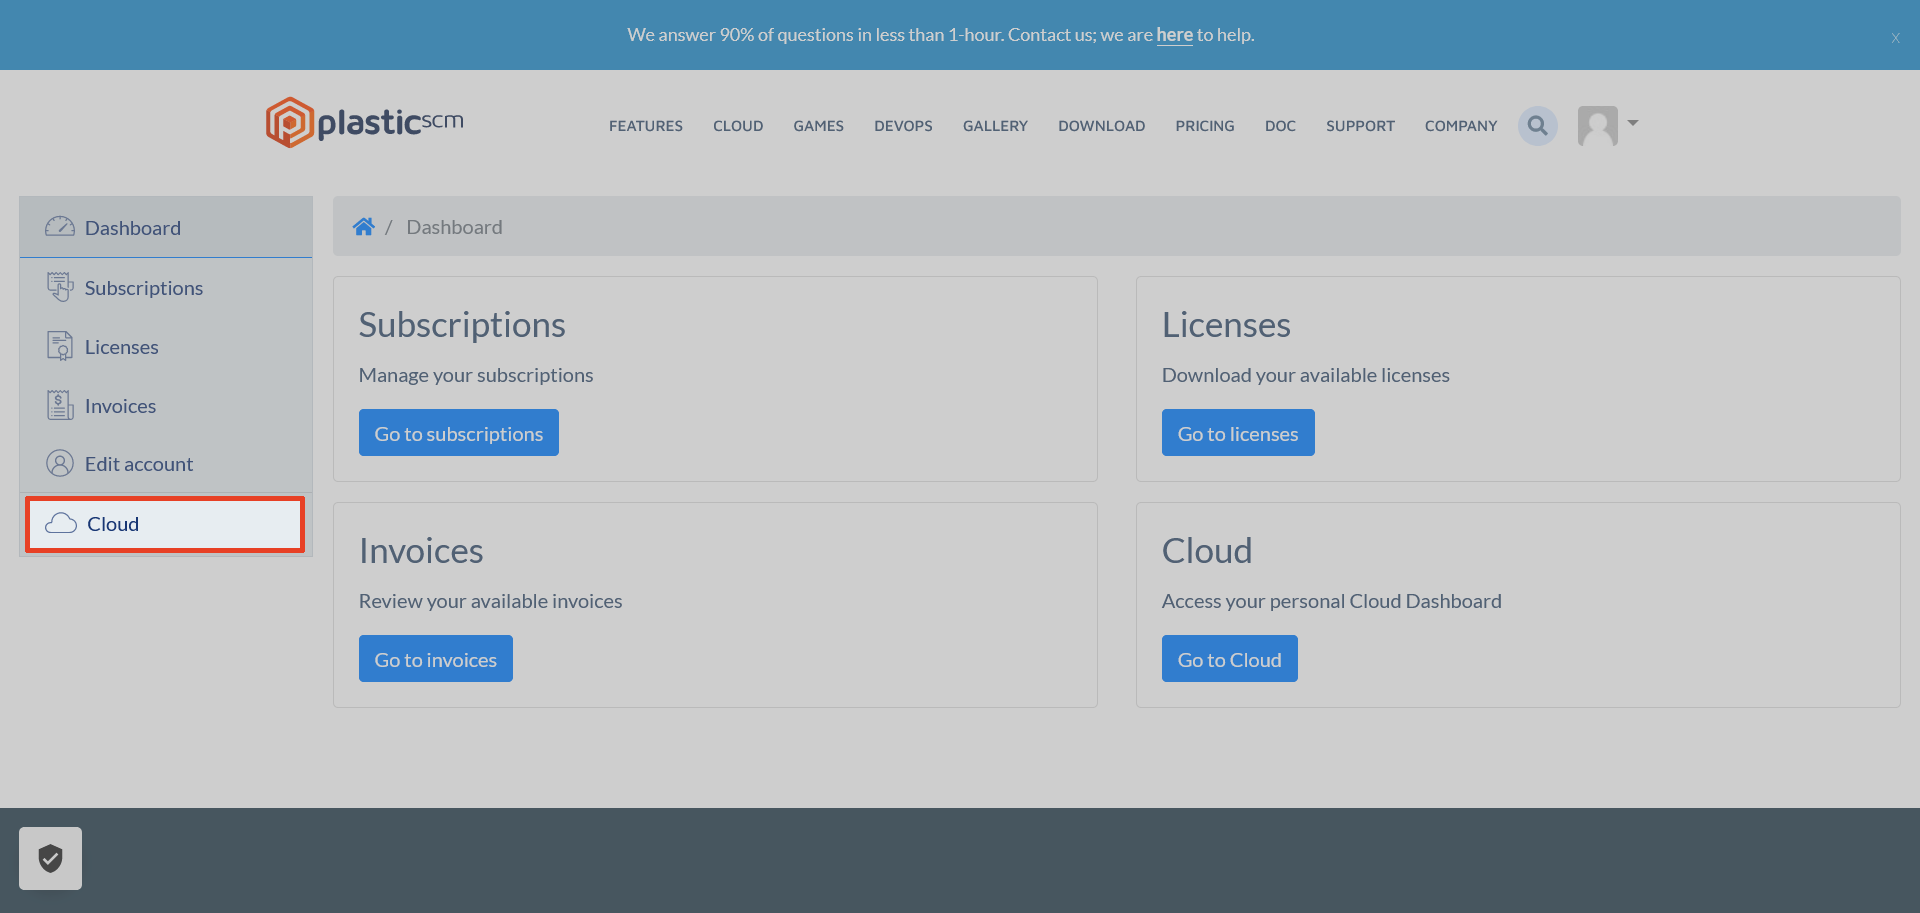 We answer 90% of questions in less than 1-hour. Contact us; we are here to help.
x
plasticscm
FEATURES CLOUD GAMES DEVOPS GALLERY DOWNLOAD PRICING DOC SUPPORT COMPANY
Dashboard
Subscriptions
Licenses
Invoices
Edit account
Cloud
/ Dashboard
Subscriptions
Manage your subscriptions
Go to subscriptions
Licenses
Download your available licenses
Go to licenses
Invoices
Review your available invoices
Go to invoices
Cloud
Access your personal Cloud Dashboard
Go to Cloud